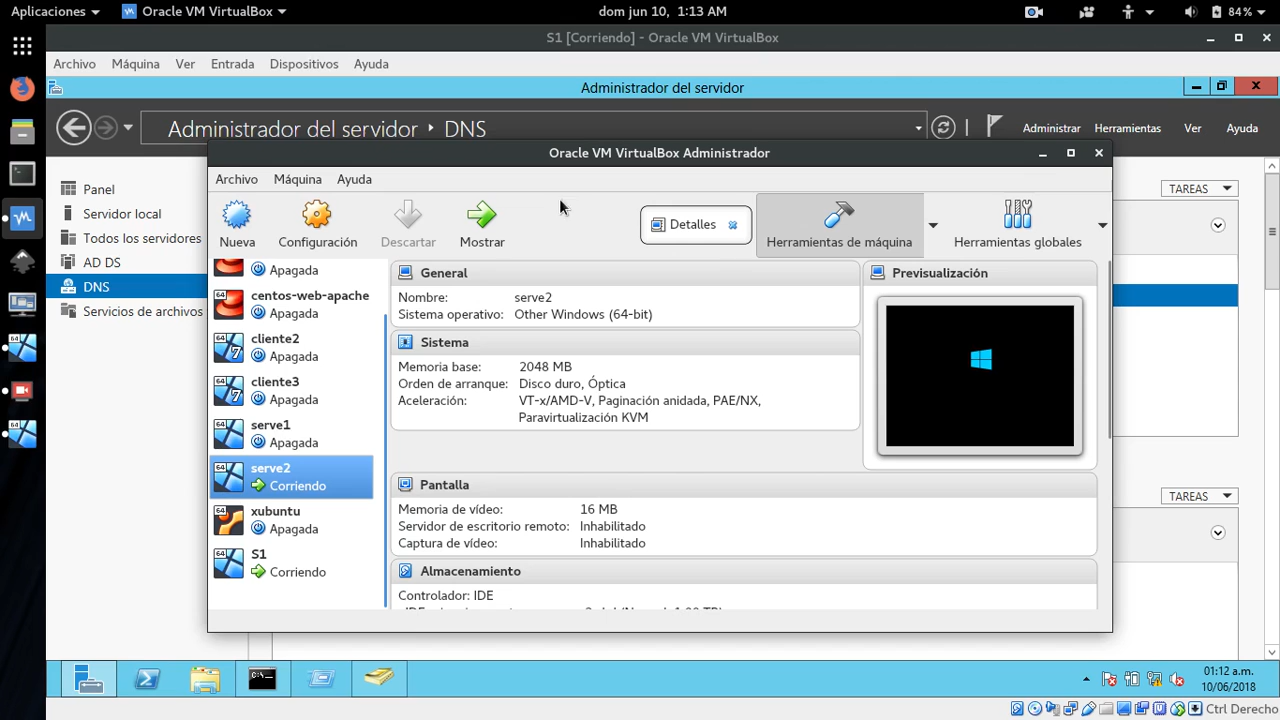 Aplicaciones
Oracle VM VirtualBox
dom jun 10, 1:13 AM
84%
S1 [Corriendo] - Oracle VM VirtualBox
Archivo Máquina Ver Entrada Dispositivos Ayuda
Administrador del servidor
Administrador del servidor DNS
Administrar Herramientas Ver Ayuda
Panel
Servidor local
Todos los servidores
AD DS
DNS
Servicios de archivos
TAREAS
TAREAS
Oracle VM VirtualBox Administrador
Archivo Máquina Ayuda
Nueva
Configuración
Descartar
Mostrar
Detalles
Herramientas de máquina
Herramientas globales
Apagada
centos-web-apache
Apagada
cliente2
Apagada
cliente3
Apagada
serve1
Apagada
serve2
Corriendo
xubuntu
Apagada
S1
Corriendo
General
Nombre: serve2
Sistema operativo: Other Windows (64-bit)
Sistema
Memoria base: 2048 MB
Orden de arranque: Disco duro, Óptica
Aceleración: VT-x/AMD-V, Paginación anidada, PAE/NX,
Paravirtualización KVM
Previsualización
Pantalla
Memoria de vídeo: 16 MB
Servidor de escritorio remoto: Inhabilitado
Captura de vídeo: Inhabilitado
Almacenamiento
Controlador: IDE
01:12 a.m.
10/06/2018
Ctrl Derecho